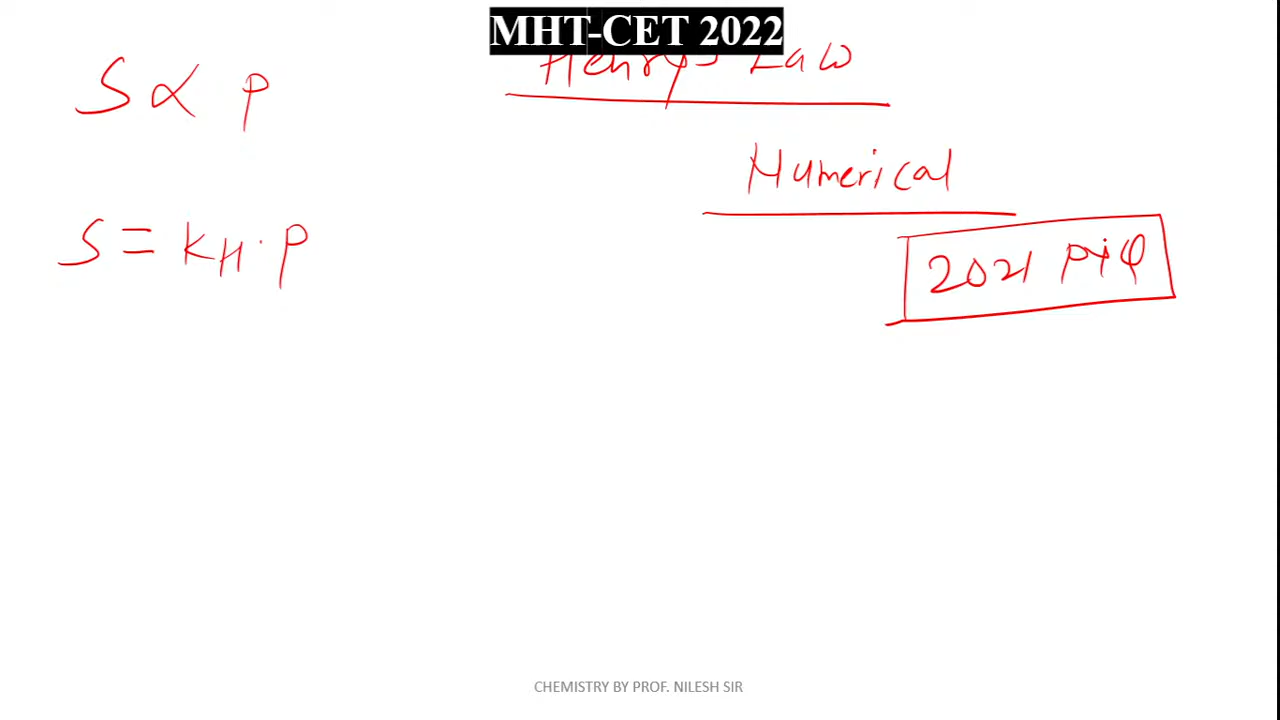 MHT-CET 2022
Henry's Law
S ∝ P
Numerical
S = KH · P
2021 PYQ
CHEMISTRY BY PROF. NILESH SIR